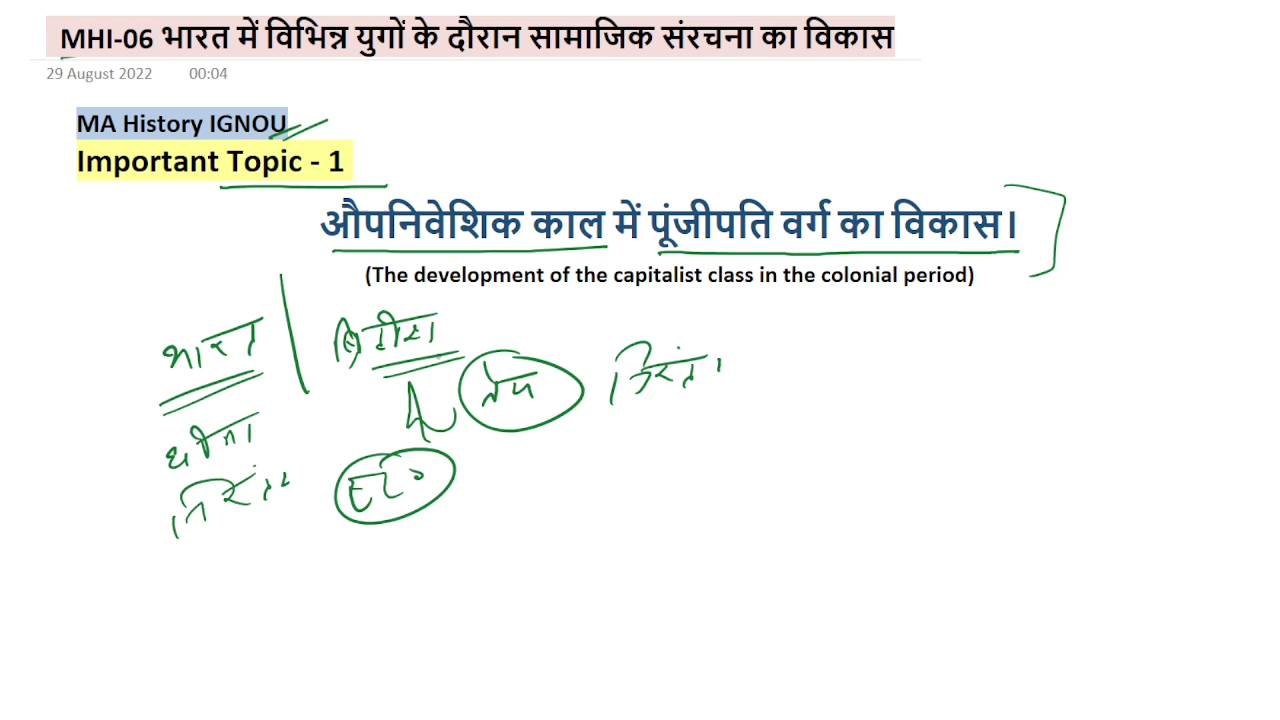 MHI-06 भारत में विभिन्न युगों के दौरान सामाजिक संरचना का विकास
29 August 2022 00:04
MA History IGNOU
Important Topic - 1
औपनिवेशिक काल में पूंजीपति वर्ग का विकास।
(The development of the capitalist class in the colonial period)
भारत